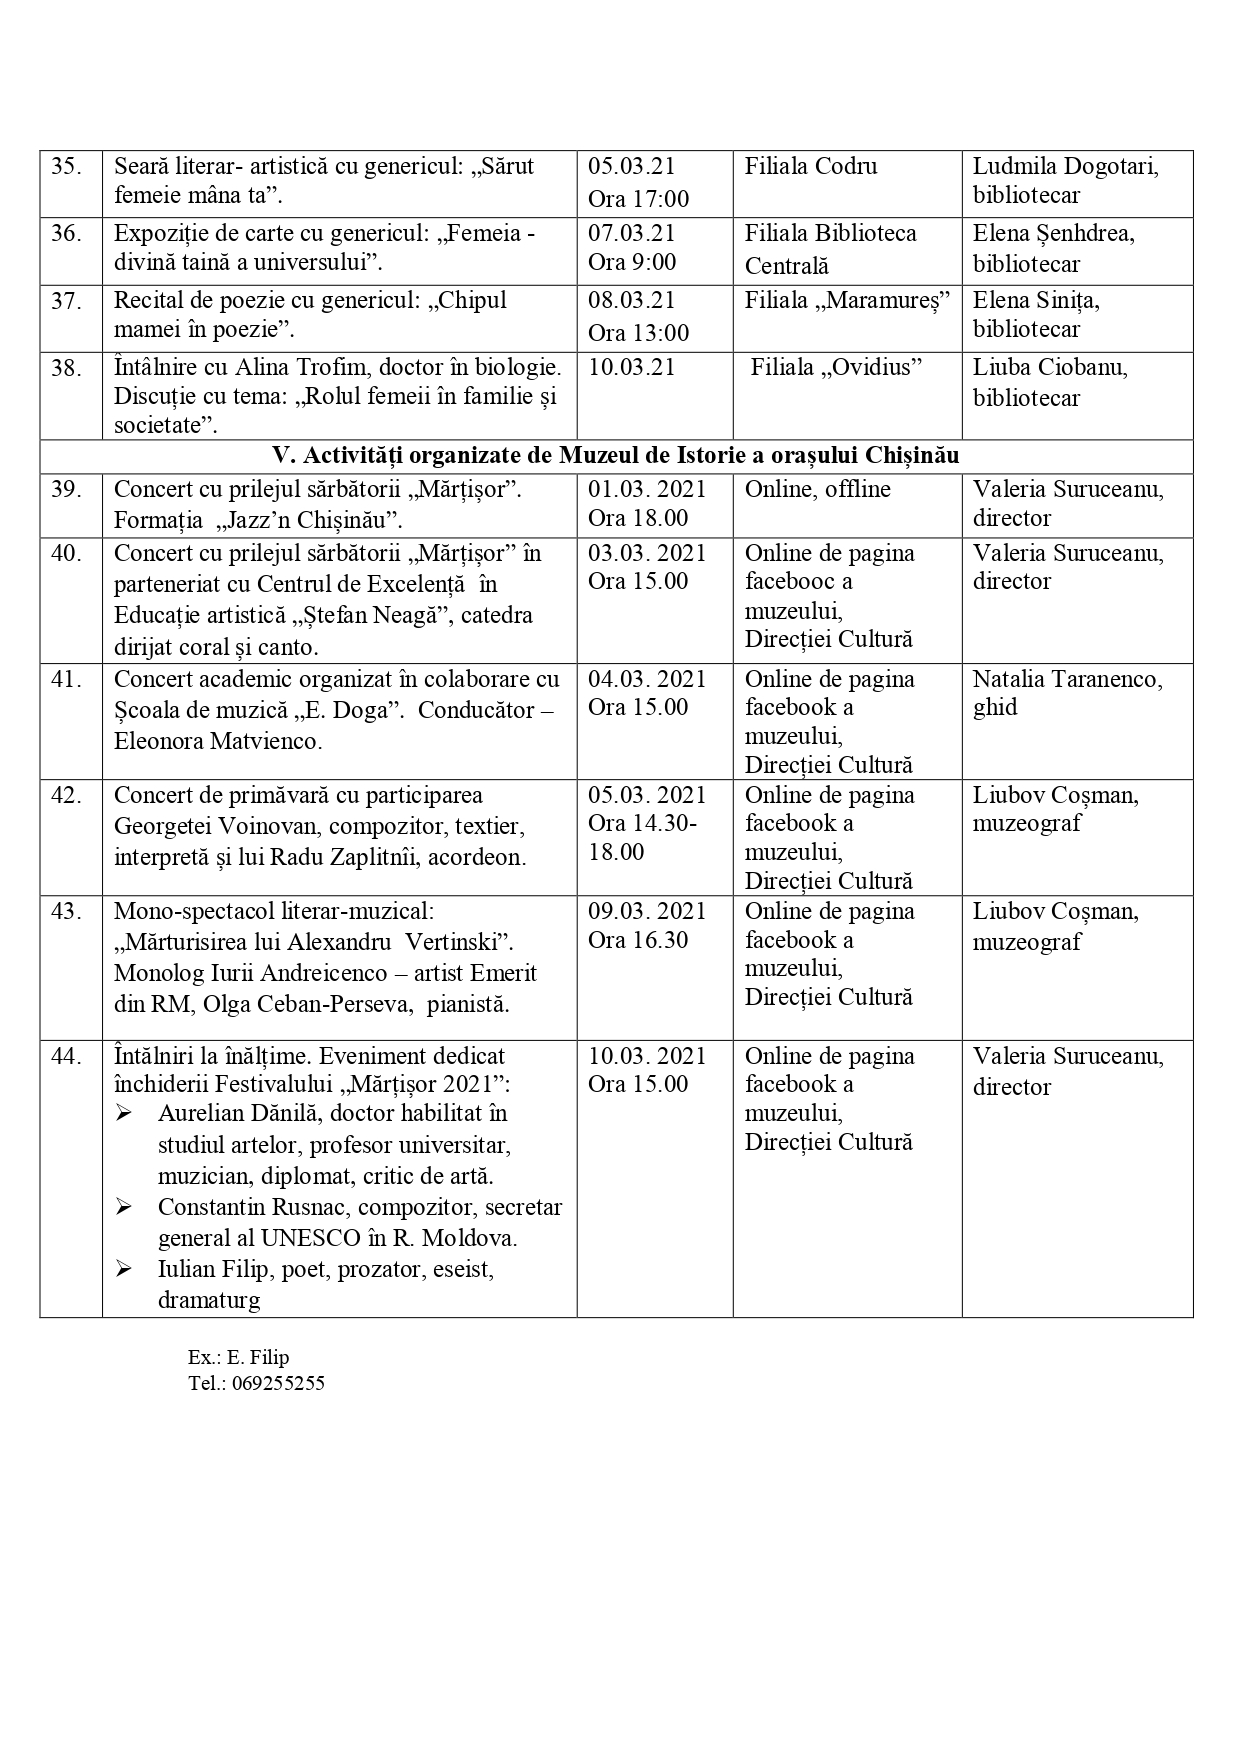 35. Seară literar- artistică cu genericul: „Sărut 05.03.21 Filiala Codru Ludmila Dogotari,
femeie mâna ta”. Ora 17:00 bibliotecar
36. Expoziție de carte cu genericul: „Femeia - 07.03.21 Filiala Biblioteca Elena Șenhdrea,
divină taină a universului”. Ora 9:00 Centrală bibliotecar
37. Recital de poezie cu genericul: „Chipul 08.03.21 Filiala „Maramureș” Elena Sinița,
mamei în poezie”. Ora 13:00 bibliotecar
38. Întâlnire cu Alina Trofim, doctor în biologie. 10.03.21 Filiala „Ovidius” Liuba Ciobanu,
Discuție cu tema: „Rolul femeii în familie și bibliotecar
societate”.
V. Activități organizate de Muzeul de Istorie a orașului Chișinău
39. Concert cu prilejul sărbătorii „Mărțișor”. 01.03. 2021 Online, offline Valeria Suruceanu,
Formația „Jazz’n Chișinău”. Ora 18.00 director
40. Concert cu prilejul sărbătorii „Mărțișor” în 03.03. 2021 Online de pagina Valeria Suruceanu,
parteneriat cu Centrul de Excelență în Ora 15.00 facebooc a director
Educație artistică „Ștefan Neagă”, catedra muzeului,
dirijat coral și canto. Direcției Cultură
41. Concert academic organizat în colaborare cu 04.03. 2021 Online de pagina Natalia Taranenco,
Școala de muzică „E. Doga”. Conducător – Ora 15.00 facebook a ghid
Eleonora Matvienco. muzeului,
Direcției Cultură
42. Concert de primăvară cu participarea 05.03. 2021 Online de pagina Liubov Coșman,
Georgetei Voinovan, compozitor, textier, Ora 14.30- facebook a muzeograf
interpretă și lui Radu Zaplitnîi, acordeon. 18.00 muzeului,
Direcției Cultură
43. Mono-spectacol literar-muzical: 09.03. 2021 Online de pagina Liubov Coșman,
„Mărturisirea lui Alexandru Vertinski”. Ora 16.30 facebook a muzeograf
Monolog Iurii Andreicenco – artist Emerit muzeului,
din RM, Olga Ceban-Perseva, pianistă. Direcției Cultură
44. Întălniri la înălțime. Eveniment dedicat 10.03. 2021 Online de pagina Valeria Suruceanu,
închiderii Festivalului „Mărțișor 2021”: Ora 15.00 facebook a director
➢ Aurelian Dănilă, doctor habilitat în muzeului,
studiul artelor, profesor universitar, Direcției Cultură
muzician, diplomat, critic de artă.
➢ Constantin Rusnac, compozitor, secretar
general al UNESCO în R. Moldova.
➢ Iulian Filip, poet, prozator, eseist,
dramaturg
Ex.: E. Filip
Tel.: 069255255